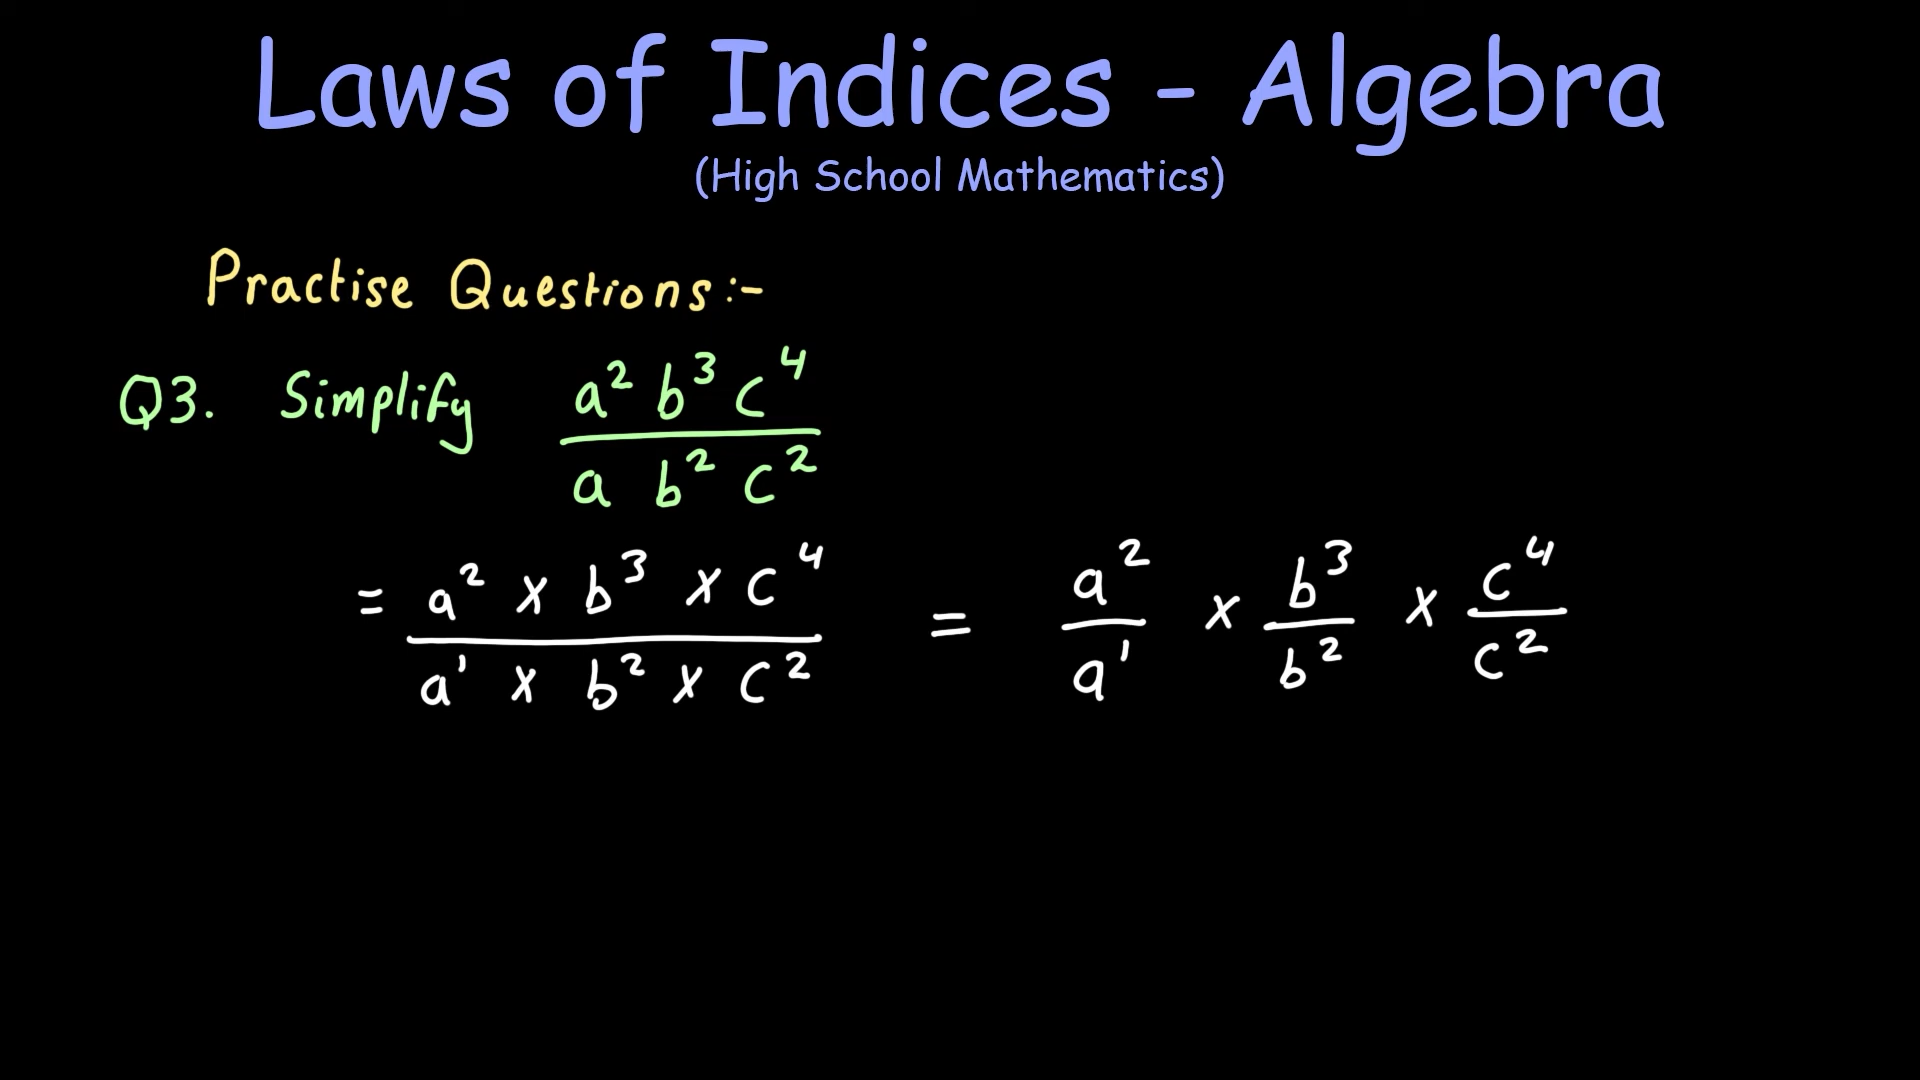 Laws of Indices - Algebra
(High School Mathematics)
Practise Questions:-
Q3. Simplify a² b³ c⁴ / a b² c²
= a² x b³ x c⁴ / a¹ x b² x c² = a² / a¹ x b³ / b² x c⁴ / c²